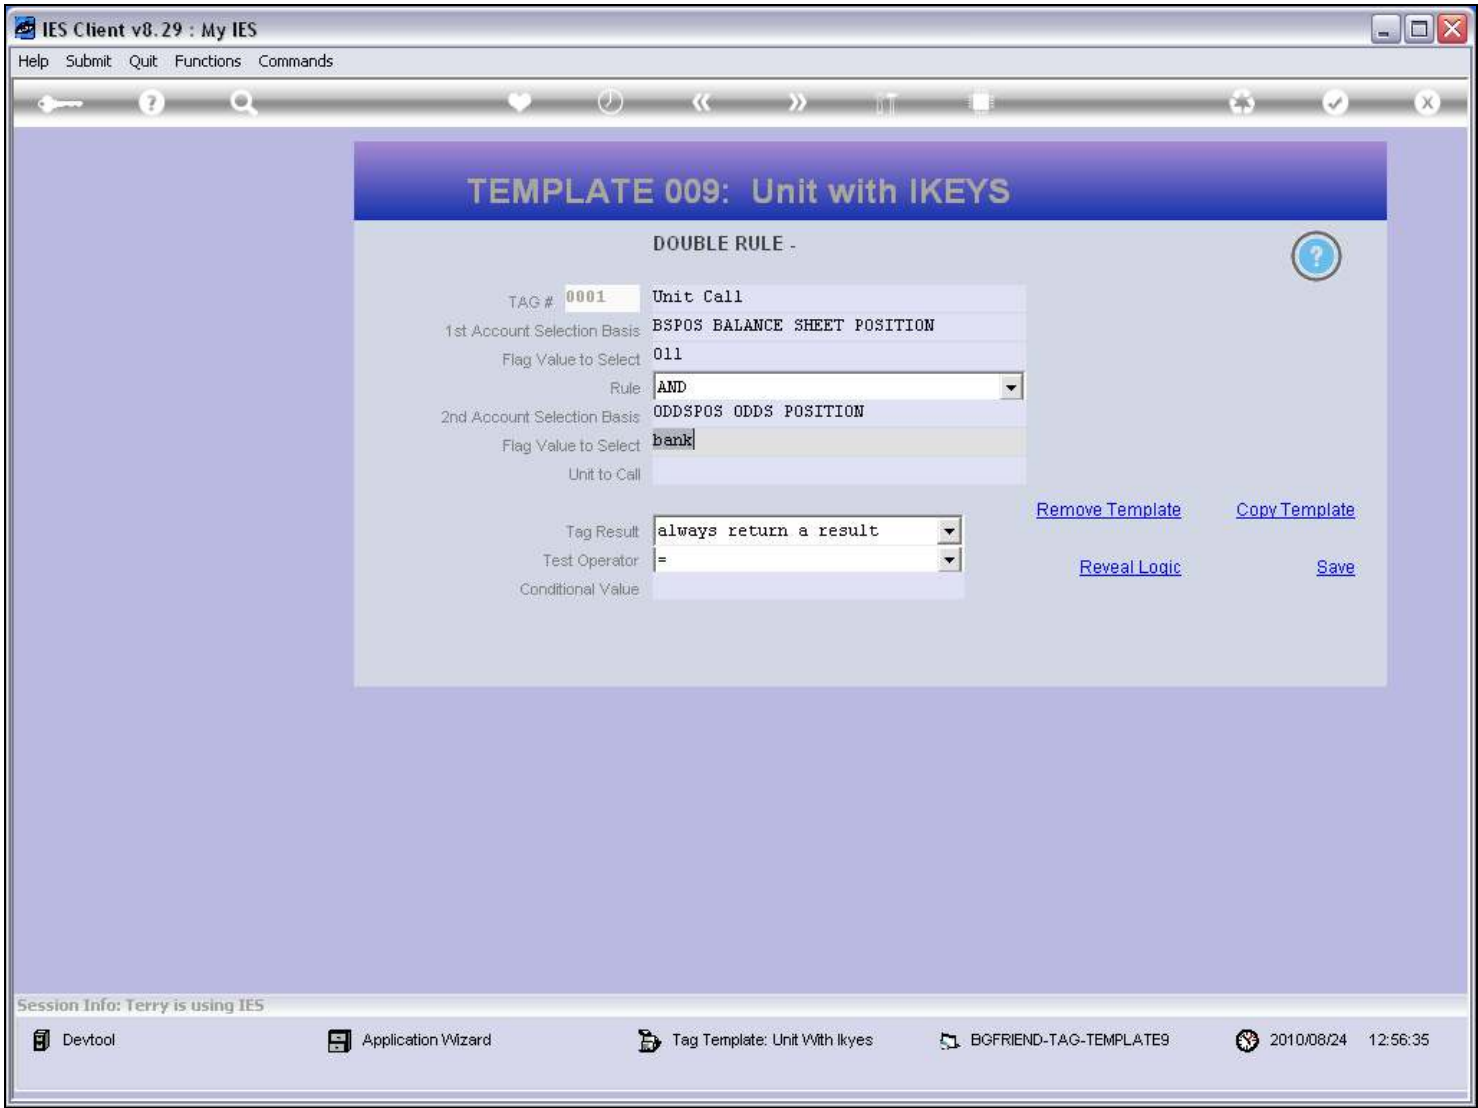 IES Client v8.29 : My IES
Help Submit Quit Functions Commands
TEMPLATE 009: Unit with IKEYS
DOUBLE RULE -
TAG # 0001 Unit Call
1st Account Selection Basis BSPOS BALANCE SHEET POSITION
Flag Value to Select 011
Rule AND
2nd Account Selection Basis ODDSPOS ODDS POSITION
Flag Value to Select bank
Unit to Call
Remove Template Copy Template
Tag Result always return a result
Test Operator =
Reveal Logic Save
Conditional Value
Session Info: Terry is using IES
Devtool Application Wizard Tag Template: Unit With Ikyes BGFRIEND-TAG-TEMPLATE9 2010/08/24 12:56:35